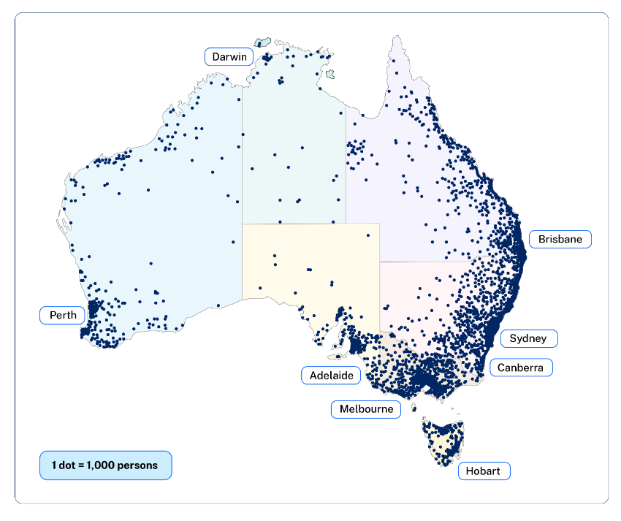 Darwin
Brisbane
Perth
Sydney
Canberra
Adelaide
Melbourne
1 dot = 1,000 persons
Hobart